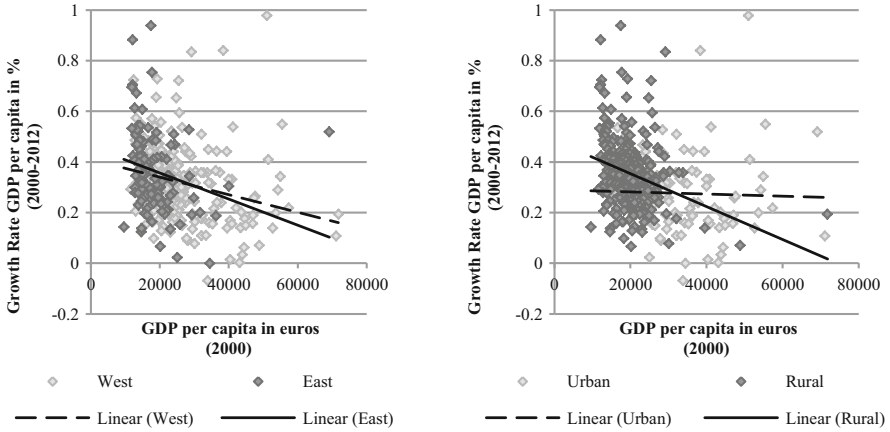 Growth Rate GDP per capita in %
(2000-2012)
1
0.8
0.6
0.4
0.2
0
-0.2
0 20000 40000 60000 80000
GDP per capita in euros
(2000)
West East
Linear (West) Linear (East)
Growth Rate GDP per capita in %
(2000-2012)
1
0.8
0.6
0.4
0.2
0
-0.2
0 20000 40000 60000 80000
GDP per capita in euros
(2000)
Urban Rural
Linear (Urban) Linear (Rural)